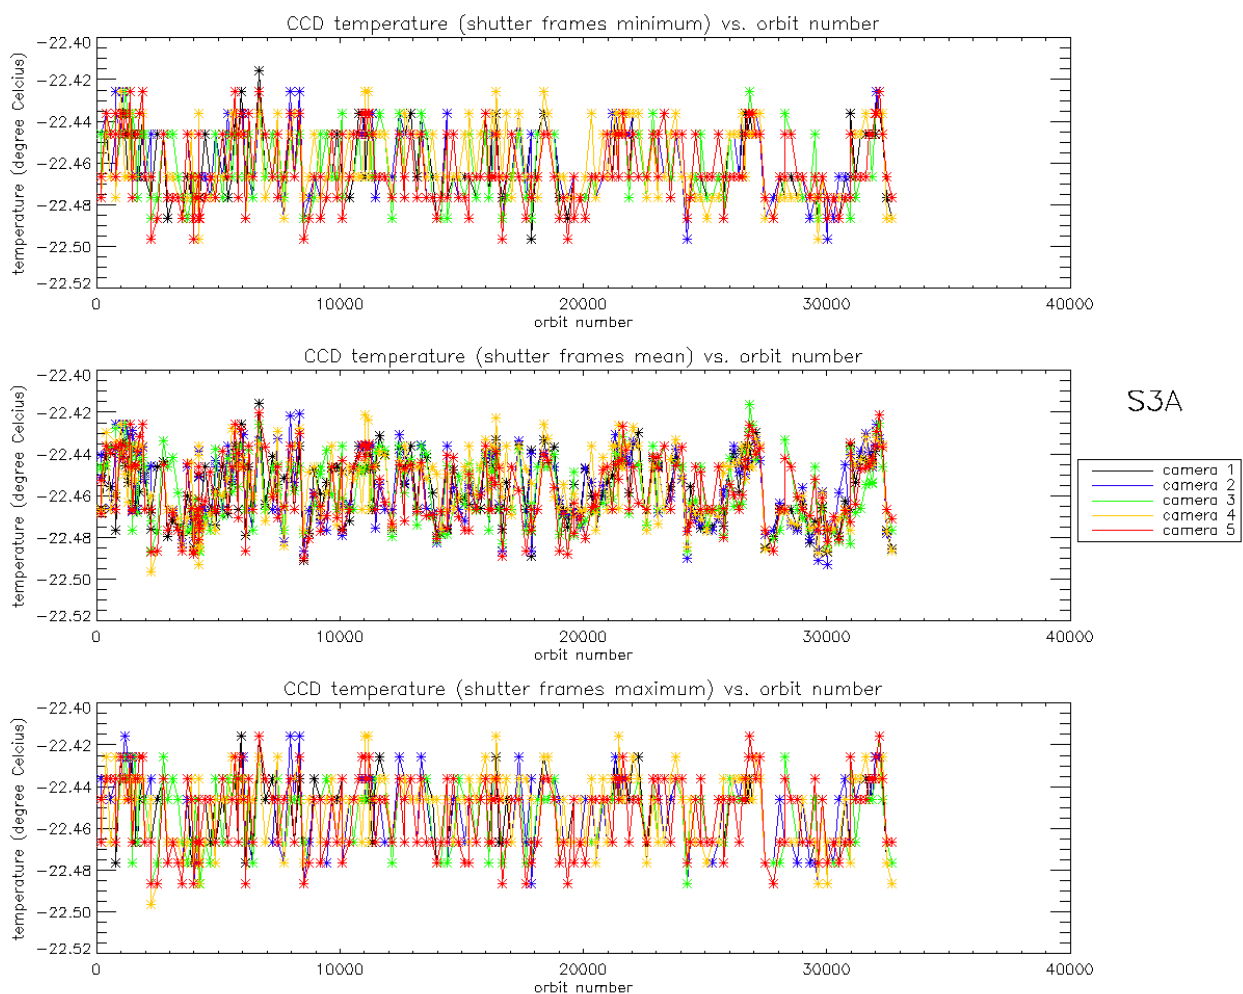 CCD temperature (shutter frames minimum) vs. orbit number
temperature (degree Celcius)
-22.40
-22.42
-22.44
-22.46
-22.48
-22.50
-22.52
0 10000 20000 30000 40000
orbit number
CCD temperature (shutter frames mean) vs. orbit number
temperature (degree Celcius)
-22.40
-22.42
-22.44
-22.46
-22.48
-22.50
-22.52
0 10000 20000 30000 40000
orbit number
S3A
camera 1
camera 2
camera 3
camera 4
camera 5
CCD temperature (shutter frames maximum) vs. orbit number
temperature (degree Celcius)
-22.40
-22.42
-22.44
-22.46
-22.48
-22.50
-22.52
0 10000 20000 30000 40000
orbit number